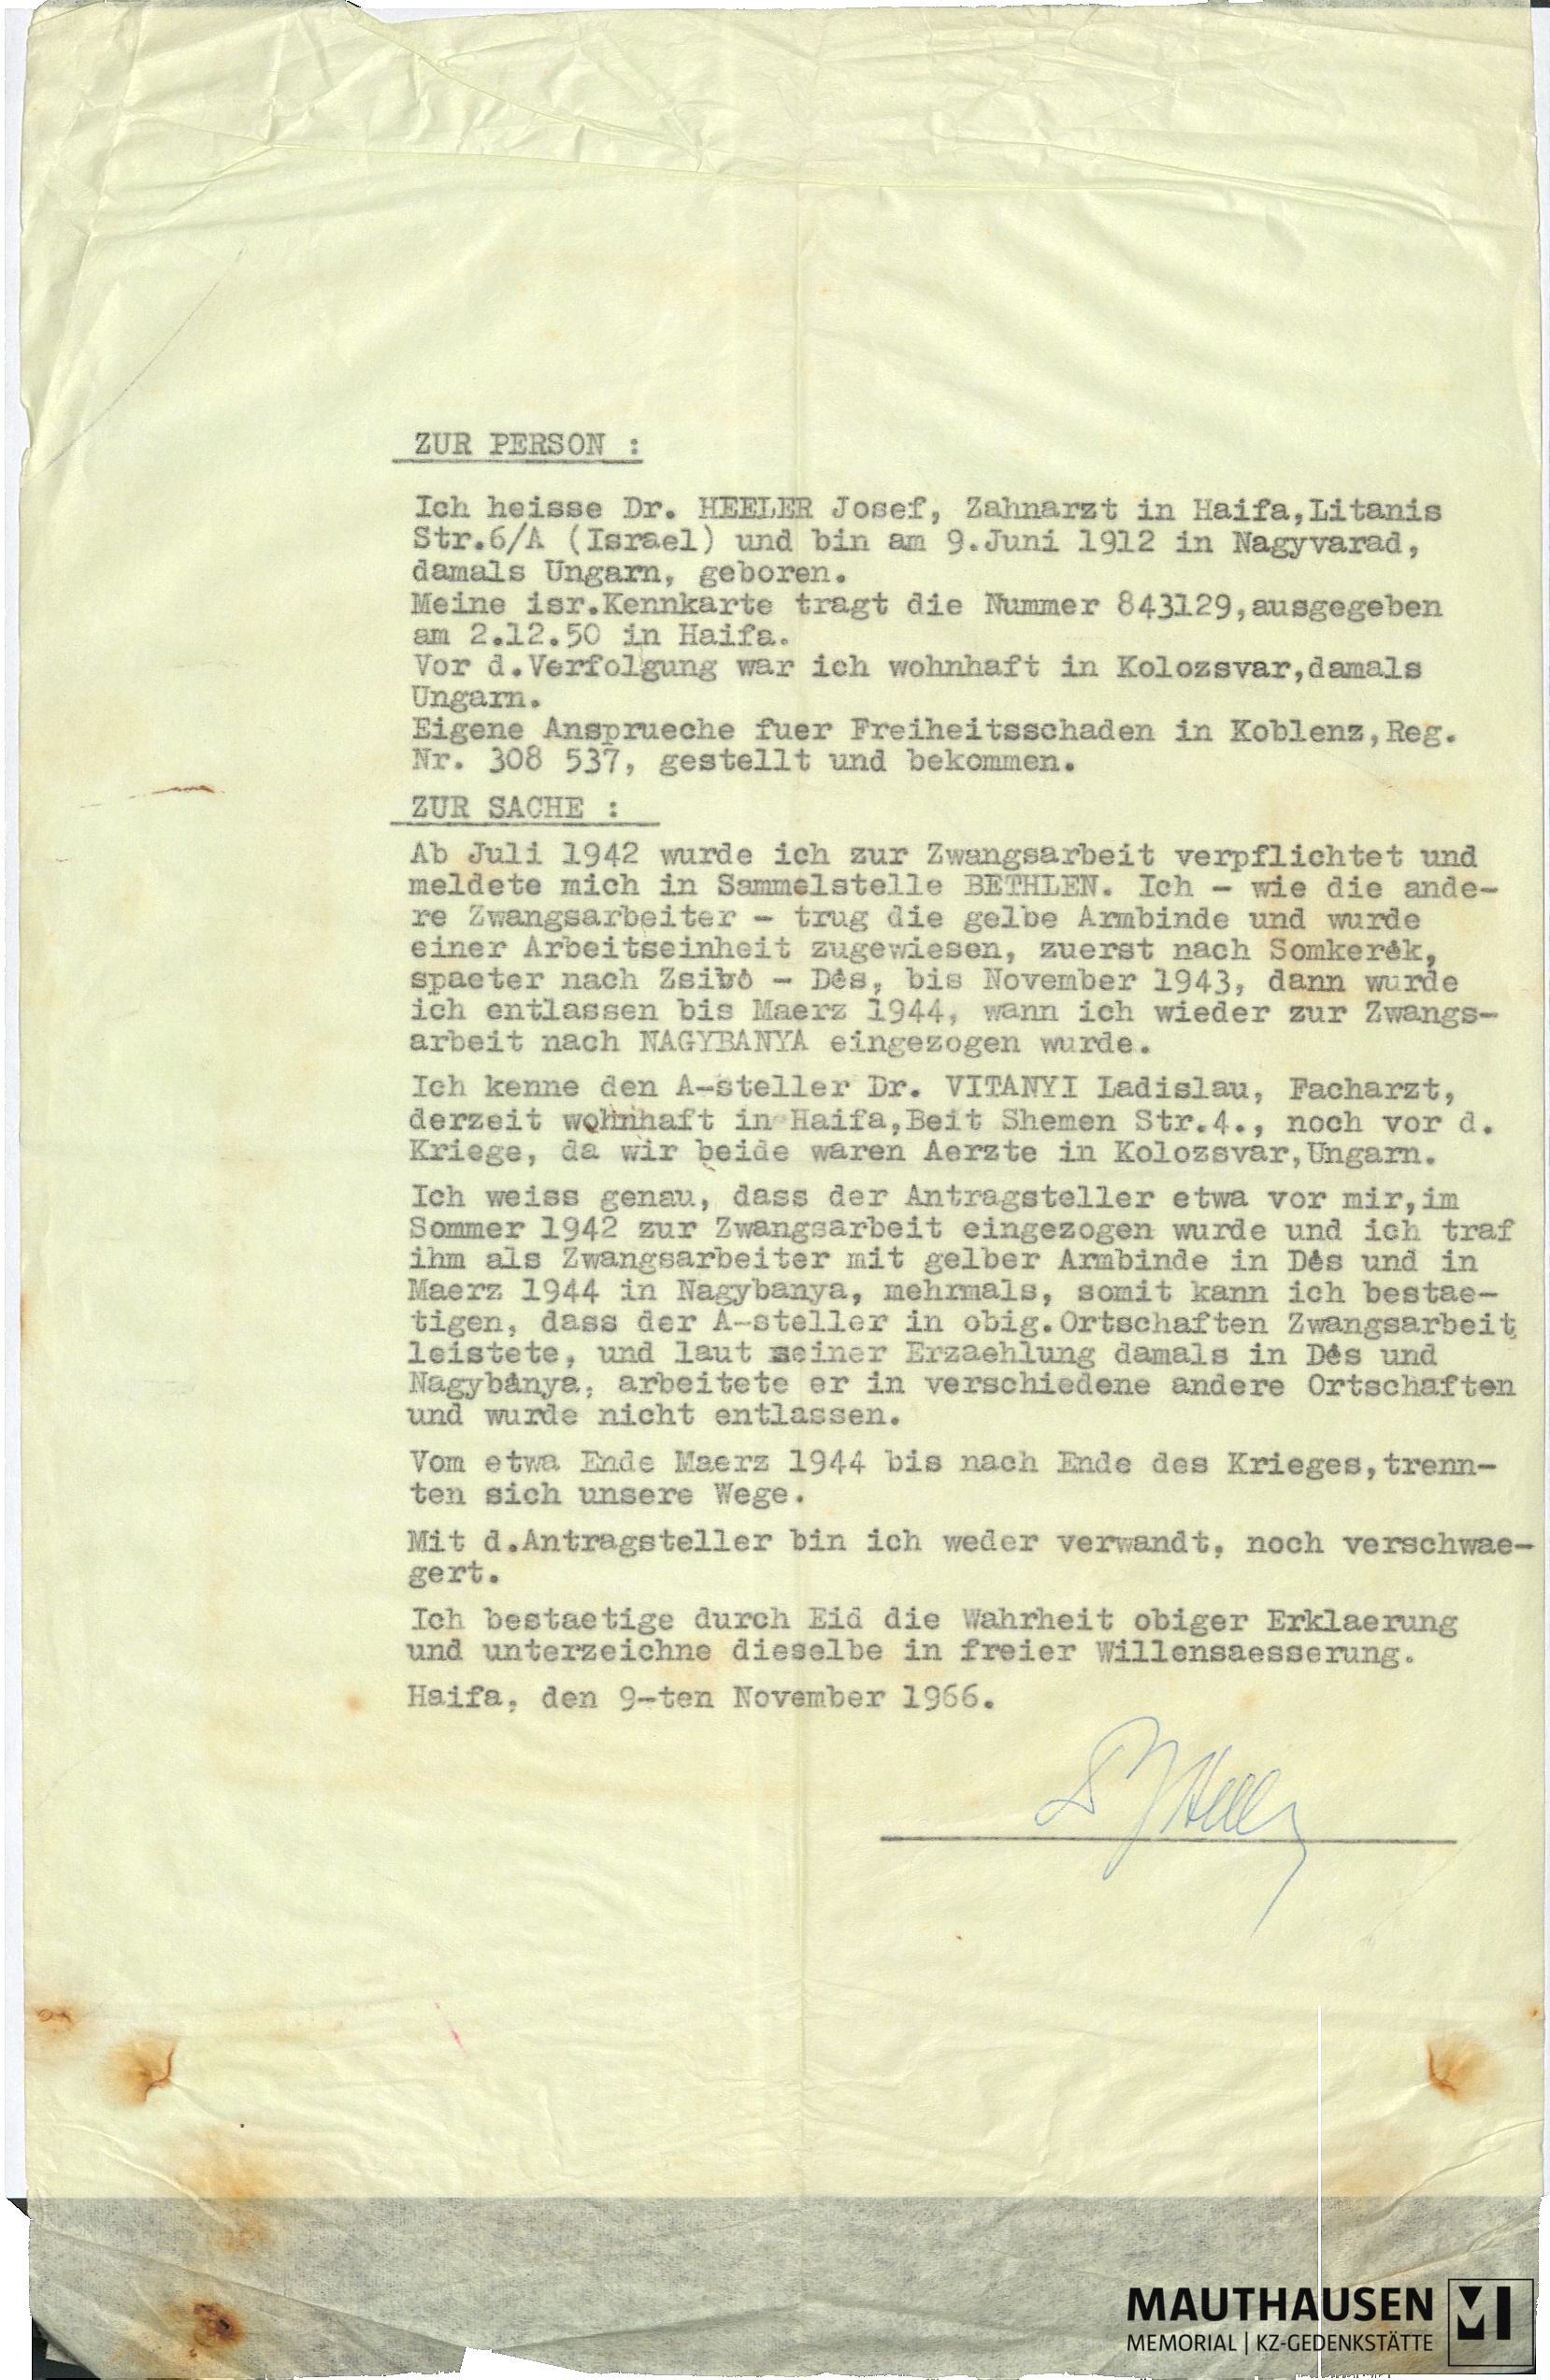 ZUR PERSON :
Ich heisse Dr. HEELER Josef, Zahnarzt in Haifa,Litanis
Str.6/A (Israel) und bin am 9.Juni 1912 in Nagyvarad,
damals Ungarn, geboren.
Meine isr.Kennkarte tragt die Nummer 843129,ausgegeben
am 2.12.50 in Haifa.
Vor d.Verfolgung war ich wohnhaft in Kolozsvar,damals
Ungarn.
Eigene Ansprueche fuer Freiheitsschaden in Koblenz,Reg.
Nr. 308 537, gestellt und bekommen.
ZUR SACHE :
Ab Juli 1942 wurde ich zur Zwangsarbeit verpflichtet und
meldete mich in Sammelstelle BETHLEN. Ich - wie die ande-
re Zwangsarbeiter - trug die gelbe Armbinde und wurde
einer Arbeitseinheit zugewiesen, zuerst nach Somkerék,
spaeter nach Zsibó - Dés, bis November 1943, dann wurde
ich entlassen bis Maerz 1944, wann ich wieder zur Zwangs-
arbeit nach NAGYBANYA eingezogen wurde.
Ich kenne den A-steller Dr. VITANYI Ladislau, Facharzt,
derzeit wohnhaft in Haifa,Beit Shemen Str.4., noch vor d.
Kriege, da wir beide waren Aerzte in Kolozsvar,Ungarn.
Ich weiss genau, dass der Antragsteller etwa vor mir,im
Sommer 1942 zur Zwangsarbeit eingezogen wurde und ich traf
ihm als Zwangsarbeiter mit gelber Armbinde in Dés und in
Maerz 1944 in Nagybanya, mehrmals, somit kann ich bestae-
tigen, dass der A-steller in obig.Ortschaften Zwangsarbeit
leistete, und laut seiner Erzaehlung damals in Dés und
Nagybánya, arbeitete er in verschiedene andere Ortschaften
und wurde nicht entlassen.
Vom etwa Ende Maerz 1944 bis nach Ende des Krieges,trenn-
ten sich unsere Wege.
Mit d.Antragsteller bin ich weder verwandt, noch verschwae-
gert.
Ich bestaetige durch Eid die Wahrheit obiger Erklaerung
und unterzeichne dieselbe in freier Willensaesserung.
Haifa, den 9-ten November 1966.
MAUTHAUSEN
MEMORIAL | KZ-GEDENKSTÄTTE